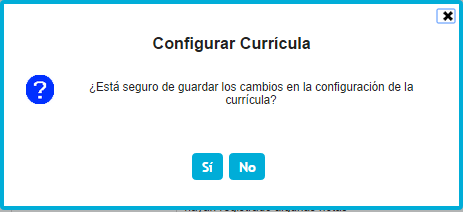 Configurar Currícula
¿Está seguro de guardar los cambios en la configuración de la
currícula?
Sí No